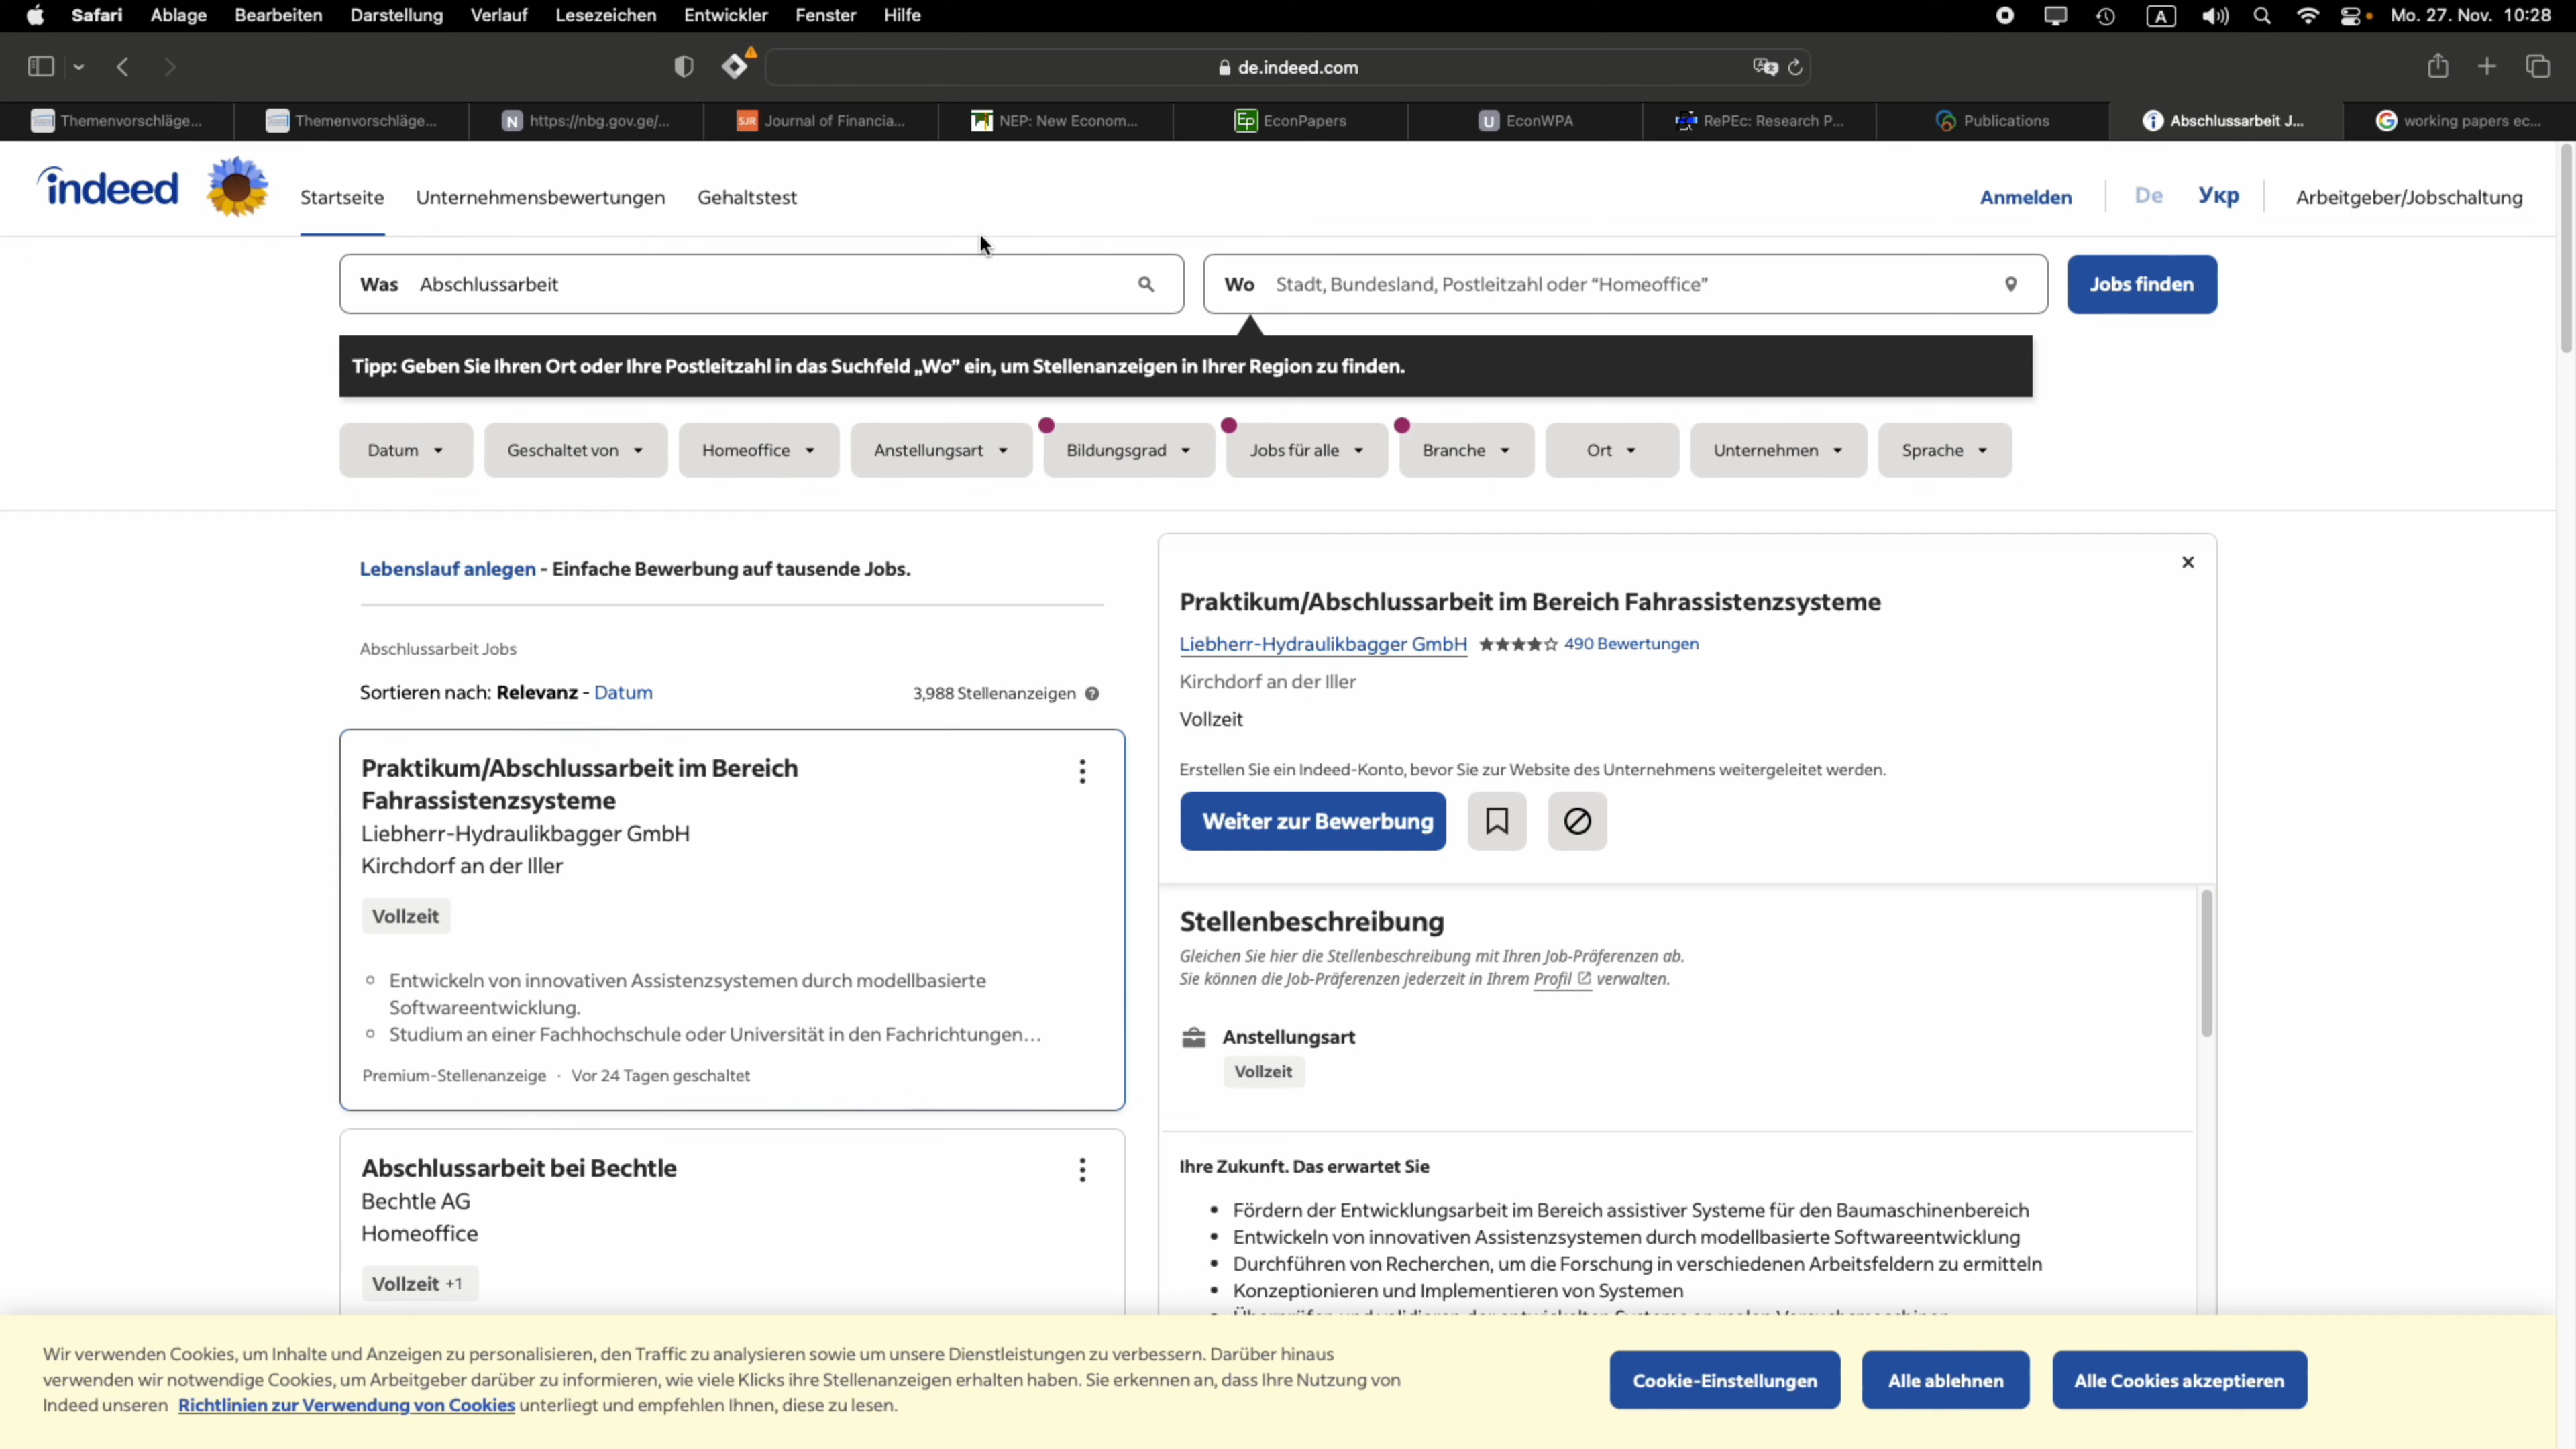 Safari Ablage Bearbeiten Darstellung Verlauf Lesezeichen Entwickler Fenster Hilfe A Mo. 27. Nov. 10:28
de.indeed.com
Themenvorschläge... Themenvorschläge... N https://nbg.gov.ge/... SJR Journal of Financia... NEP: New Econom... Ep EconPapers U EconWPA RePEc: Research P... Publications Abschlussarbeit J... G working papers ec...
indeed Startseite Unternehmensbewertungen Gehaltstest Anmelden De Укр Arbeitgeber/Jobschaltung
Was Abschlussarbeit Wo Stadt, Bundesland, Postleitzahl oder "Homeoffice" Jobs finden
Tipp: Geben Sie Ihren Ort oder Ihre Postleitzahl in das Suchfeld „Wo” ein, um Stellenanzeigen in Ihrer Region zu finden.
Datum Geschaltet von Homeoffice Anstellungsart Bildungsgrad Jobs für alle Branche Ort Unternehmen Sprache
Lebenslauf anlegen - Einfache Bewerbung auf tausende Jobs.
Abschlussarbeit Jobs
Sortieren nach: Relevanz - Datum 3,988 Stellenanzeigen ?
Praktikum/Abschlussarbeit im Bereich
Fahrassistenzsysteme
Liebherr-Hydraulikbagger GmbH
Kirchdorf an der Iller
Vollzeit
Entwickeln von innovativen Assistenzsystemen durch modellbasierte
Softwareentwicklung.
Studium an einer Fachhochschule oder Universität in den Fachrichtungen...
Premium-Stellenanzeige · Vor 24 Tagen geschaltet
Abschlussarbeit bei Bechtle
Bechtle AG
Homeoffice
Vollzeit +1
Praktikum/Abschlussarbeit im Bereich Fahrassistenzsysteme
Liebherr-Hydraulikbagger GmbH 490 Bewertungen
Kirchdorf an der Iller
Vollzeit
Erstellen Sie ein Indeed-Konto, bevor Sie zur Website des Unternehmens weitergeleitet werden.
Weiter zur Bewerbung
Stellenbeschreibung
Gleichen Sie hier die Stellenbeschreibung mit Ihren Job-Präferenzen ab.
Sie können die Job-Präferenzen jederzeit in Ihrem Profil verwalten.
Anstellungsart
Vollzeit
Ihre Zukunft. Das erwartet Sie
Fördern der Entwicklungsarbeit im Bereich assistiver Systeme für den Baumaschinenbereich
Entwickeln von innovativen Assistenzsystemen durch modellbasierte Softwareentwicklung
Durchführen von Recherchen, um die Forschung in verschiedenen Arbeitsfeldern zu ermitteln
Konzeptionieren und Implementieren von Systemen
Wir verwenden Cookies, um Inhalte und Anzeigen zu personalisieren, den Traffic zu analysieren sowie um unsere Dienstleistungen zu verbessern. Darüber hinaus
verwenden wir notwendige Cookies, um Arbeitgeber darüber zu informieren, wie viele Klicks ihre Stellenanzeigen erhalten haben. Sie erkennen an, dass Ihre Nutzung von
Indeed unseren Richtlinien zur Verwendung von Cookies unterliegt und empfehlen Ihnen, diese zu lesen.
Cookie-Einstellungen Alle ablehnen Alle Cookies akzeptieren